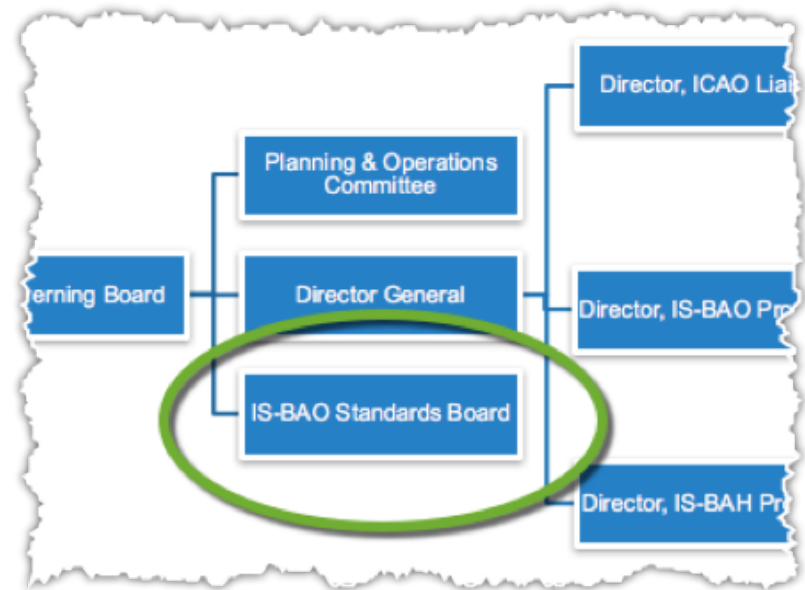 Director, ICAO
Planning & Operations
Committee
Board
Director General
Director, IS-BAO
IS-BAO Standards Board
Director, IS-BAH